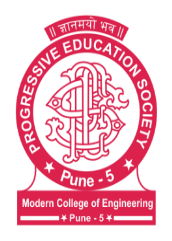 ॥ ज्ञानमयो भव ॥
PROGRESSIVE EDUCATION SOCIETY
★ Pune - 5 ★
Modern College of Engineering
★ Pune - 5 ★